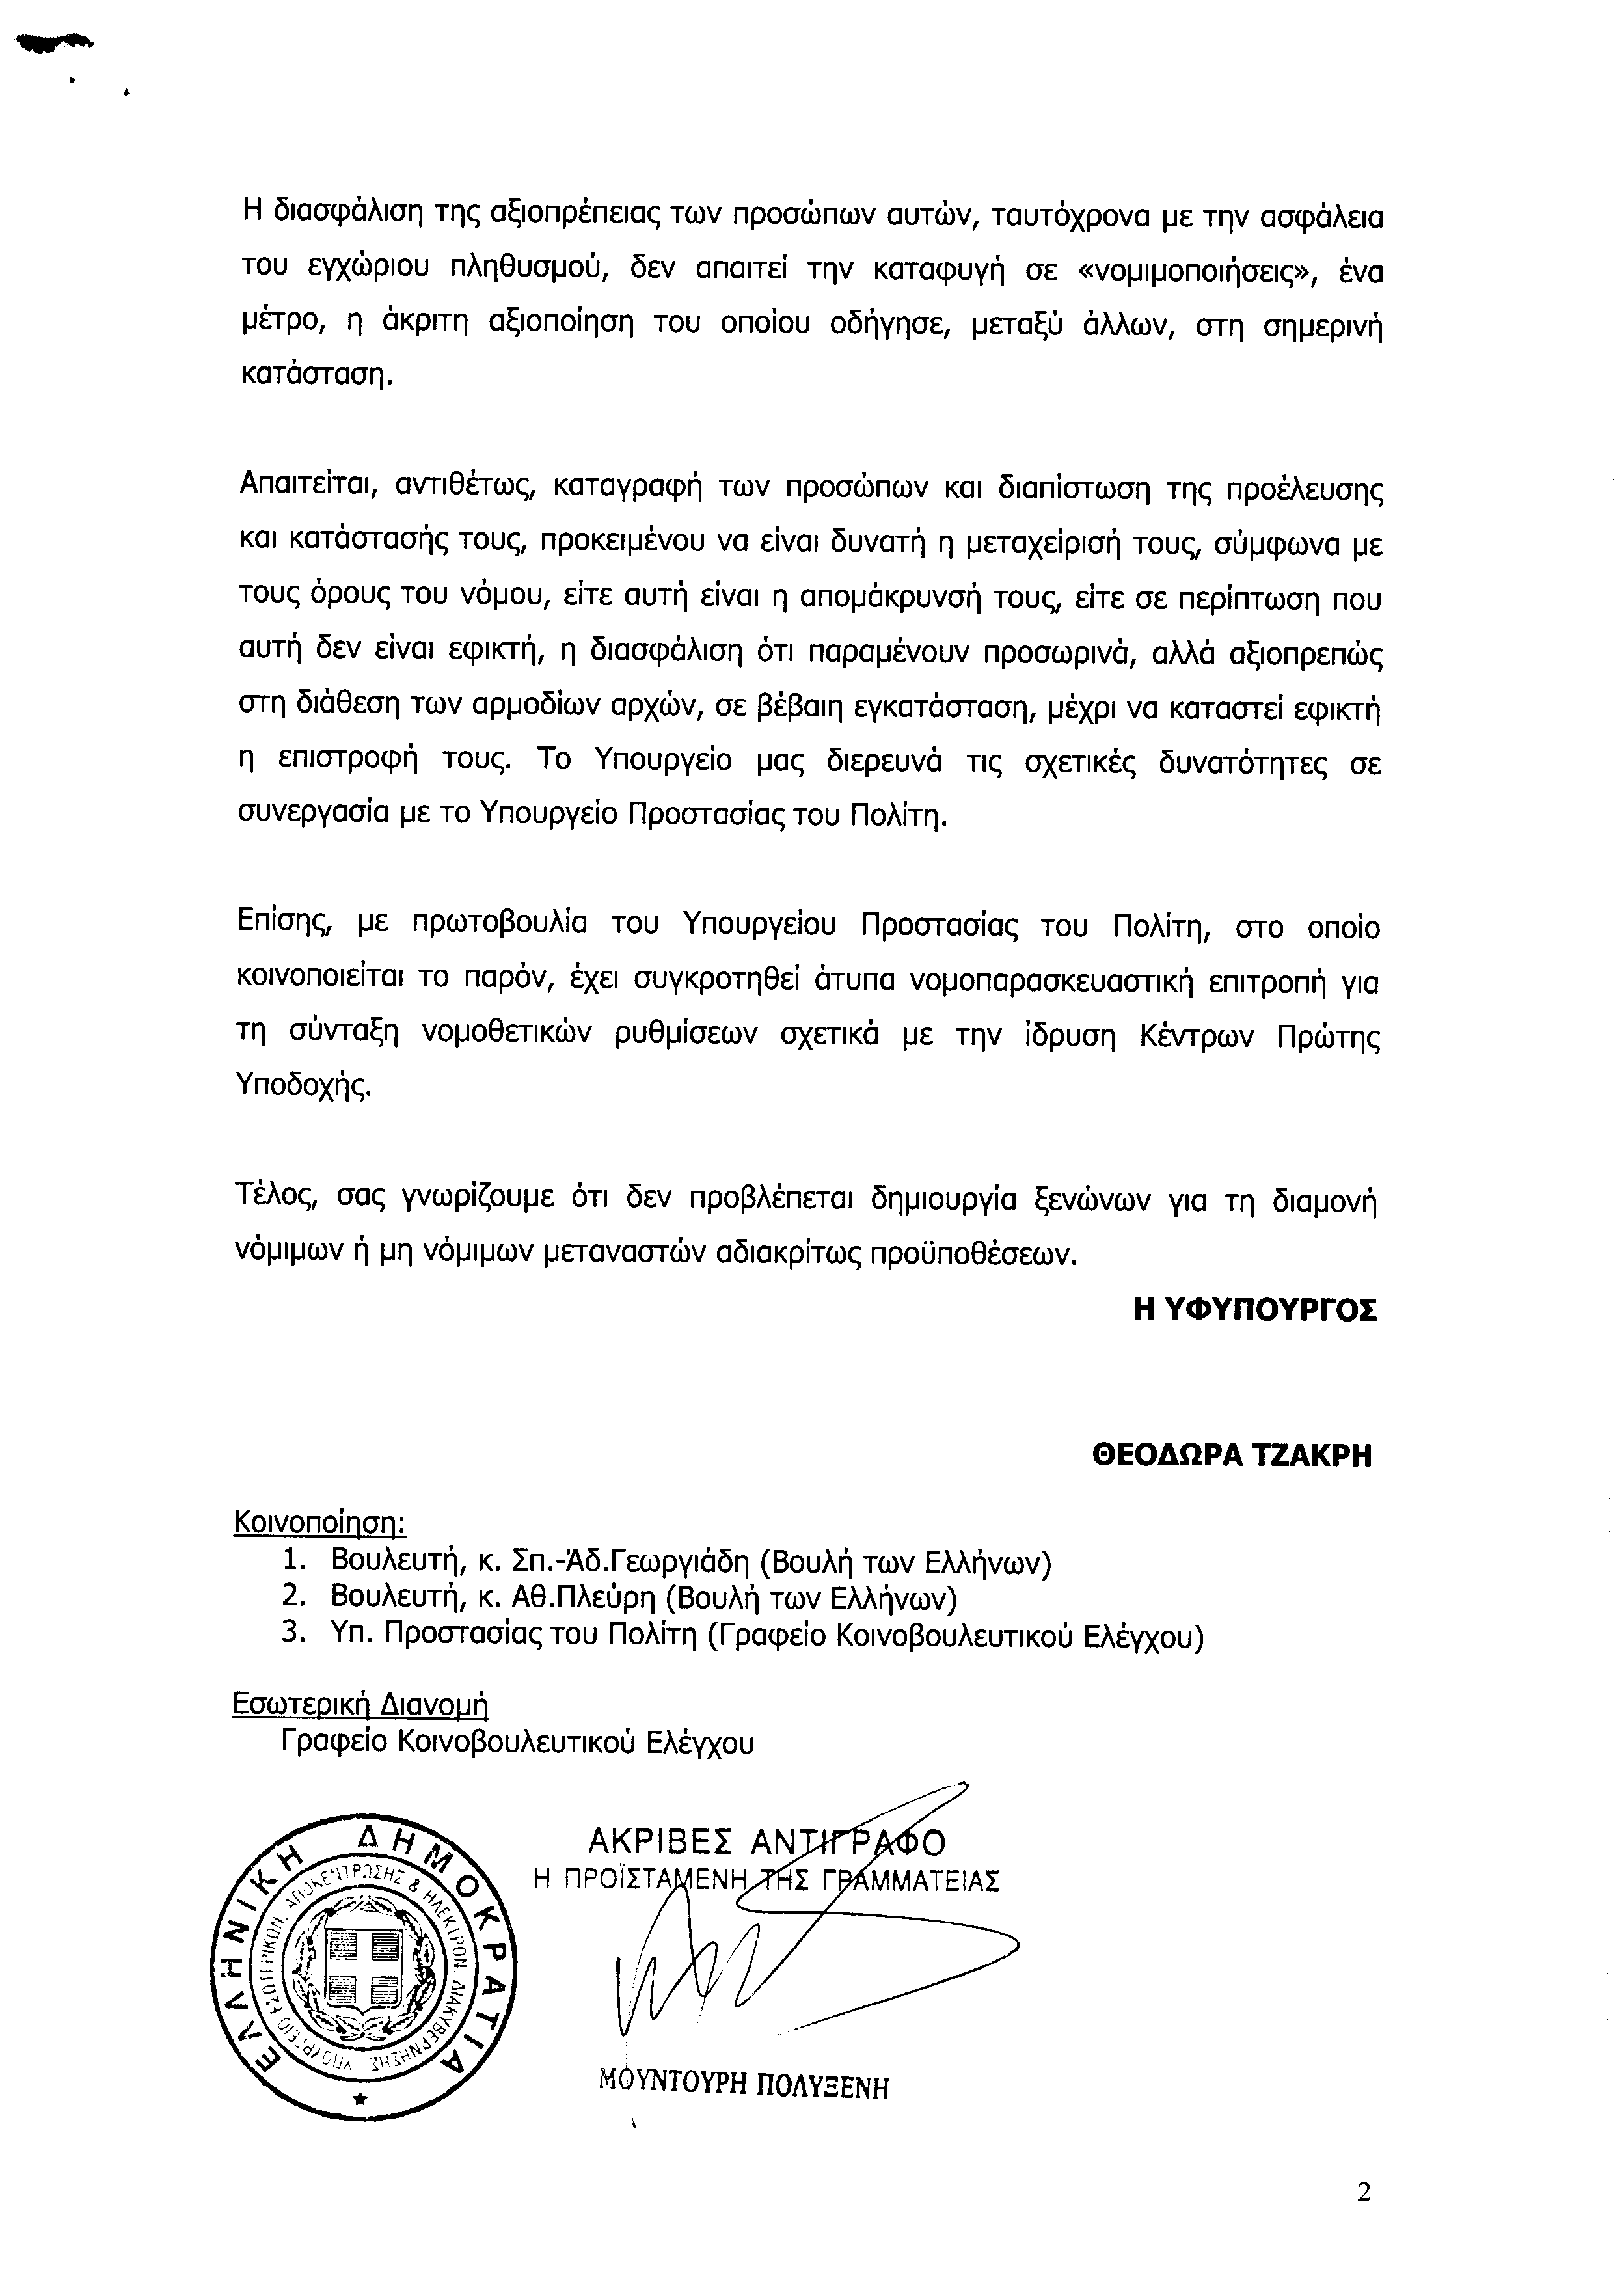 Η διασφάλιση της αξιοπρέπειας των προσώπων αυτών, ταυτόχρονα με την ασφάλεια
του εγχώριου πληθυσμού, δεν απαιτεί την καταφυγή σε «νομιμοποιήσεις», ένα
μέτρο, η άκριτη αξιοποίηση του οποίου οδήγησε, μεταξύ άλλων, στη σημερινή
κατάσταση.
Απαιτείται, αντιθέτως, καταγραφή των προσώπων και διαπίστωση της προέλευσης
και κατάστασής τους, προκειμένου να είναι δυνατή η μεταχείρισή τους, σύμφωνα με
τους όρους του νόμου, είτε αυτή είναι η απομάκρυνσή τους, είτε σε περίπτωση που
αυτή δεν είναι εφικτή, η διασφάλιση ότι παραμένουν προσωρινά, αλλά αξιοπρεπώς
στη διάθεση των αρμοδίων αρχών, σε βέβαιη εγκατάσταση, μέχρι να καταστεί εφικτή
η επιστροφή τους. Το Υπουργείο μας διερευνά τις σχετικές δυνατότητες σε
συνεργασία με το Υπουργείο Προστασίας του Πολίτη.
Επίσης, με πρωτοβουλία του Υπουργείου Προστασίας του Πολίτη, στο οποίο
κοινοποιείται το παρόν, έχει συγκροτηθεί άτυπα νομοπαρασκευαστική επιτροπή για
τη σύνταξη νομοθετικών ρυθμίσεων σχετικά με την ίδρυση Κέντρων Πρώτης
Υποδοχής.
Τέλος, σας γνωρίζουμε ότι δεν προβλέπεται δημιουργία ξενώνων για τη διαμονή
νόμιμων ή μη νόμιμων μεταναστών αδιακρίτως προϋποθέσεων.
Η ΥΦΥΠΟΥΡΓΟΣ
ΘΕΟΔΩΡΑ ΤΖΑΚΡΗ
Κοινοποίηση:
1. Βουλευτή, κ. Σπ.-Άδ.Γεωργιάδη (Βουλή των Ελλήνων)
2. Βουλευτή, κ. Αθ.Πλεύρη (Βουλή των Ελλήνων)
3. Υπ. Προστασίας του Πολίτη (Γραφείο Κοινοβουλευτικού Ελέγχου)
Εσωτερική Διανομή
Γραφείο Κοινοβουλευτικού Ελέγχου
ΕΛΛΗΝΙΚΗ ΔΗΜΟΚΡΑΤΙΑ
ΥΠΟΥΡΓΕΙΟ ΕΣΩΤΕΡΙΚΩΝ, ΑΠΟΚΕΝΤΡΩΣΗΣ & ΗΛΕΚΤΡΟΝ. ΔΙΑΚΥΒΕΡΝΗΣΗΣ
ΑΚΡΙΒΕΣ ΑΝΤΙΓΡΑΦΟ
Η ΠΡΟΪΣΤΑΜΕΝΗ ΤΗΣ ΓΡΑΜΜΑΤΕΙΑΣ
ΜΟΥΝΤΟΥΡΗ ΠΟΛΥΞΕΝΗ
2